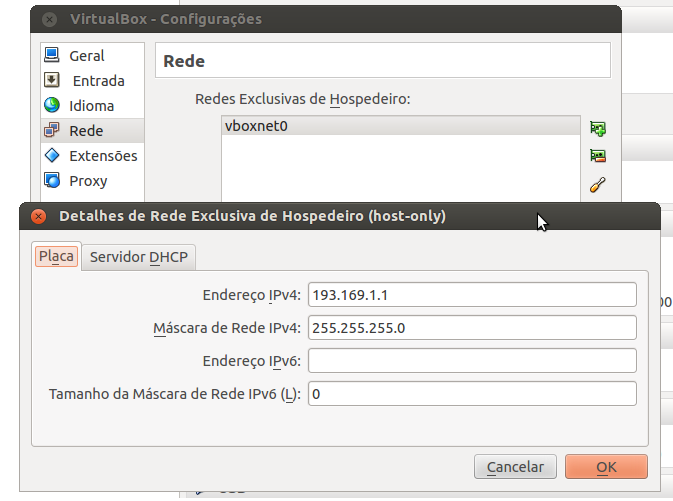 VirtualBox - Configurações
Geral
Entrada
Idioma
Rede
Extensões
Proxy
Rede
Redes Exclusivas de Hospedeiro:
vboxnet0
Detalhes de Rede Exclusiva de Hospedeiro (host-only)
Placa
Servidor DHCP
Endereço IPv4: 193.169.1.1
Máscara de Rede IPv4: 255.255.255.0
Endereço IPv6:
Tamanho da Máscara de Rede IPv6 (L): 0
Cancelar
OK